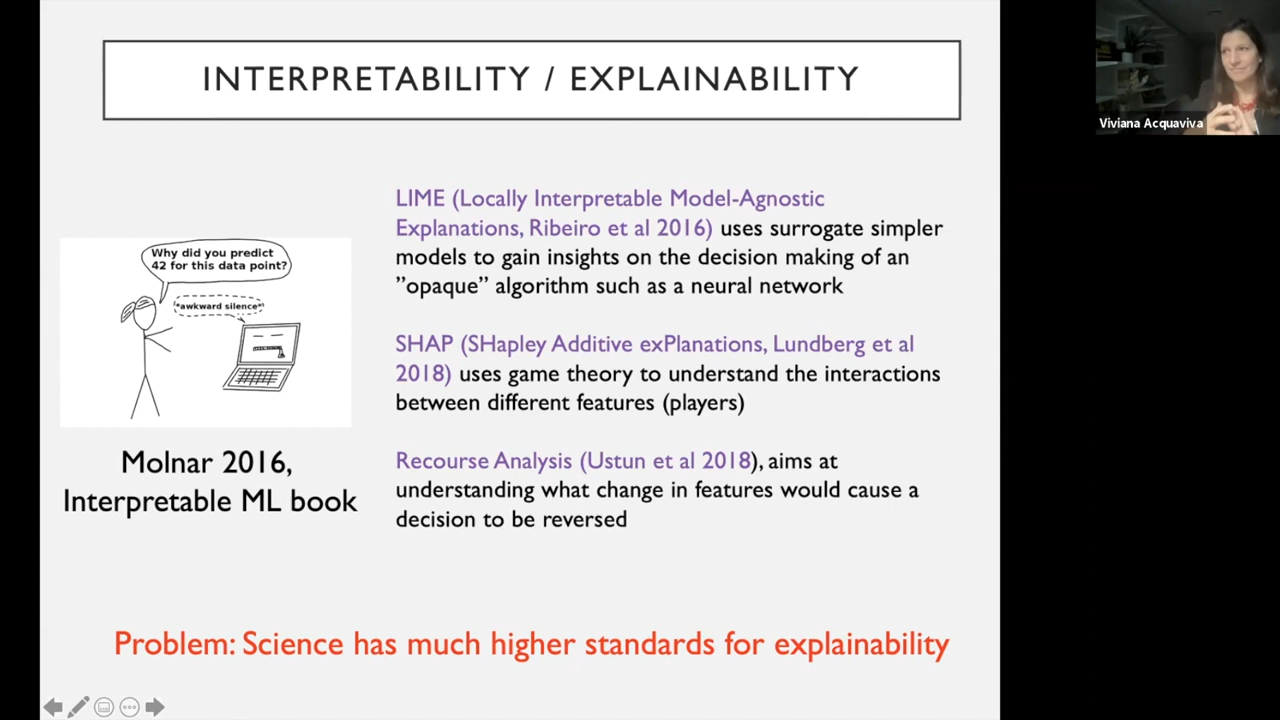 INTERPRETABILITY / EXPLAINABILITY
Why did you predict
42 for this data point?
*awkward silence*
Molnar 2016,
Interpretable ML book
LIME (Locally Interpretable Model-Agnostic
Explanations, Ribeiro et al 2016) uses surrogate simpler
models to gain insights on the decision making of an
”opaque” algorithm such as a neural network
SHAP (SHapley Additive exPlanations, Lundberg et al
2018) uses game theory to understand the interactions
between different features (players)
Recourse Analysis (Ustun et al 2018), aims at
understanding what change in features would cause a
decision to be reversed
Problem: Science has much higher standards for explainability
Viviana Acquaviva